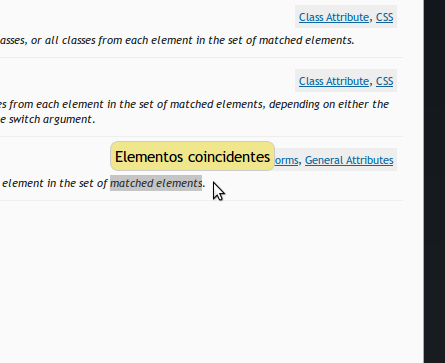 Class Attribute, CSS
asses, or all classes from each element in the set of matched elements.
Class Attribute, CSS
es from each element in the set of matched elements, depending on either the
e switch argument.
Elementos coincidentes
orms, General Attributes
element in the set of matched elements.